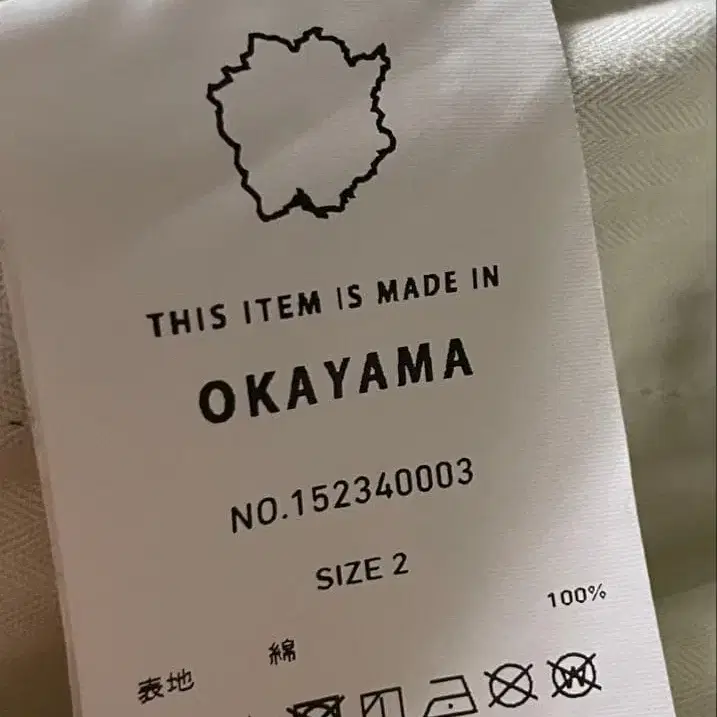 THIS ITEM IS MADE IN
OKAYAMA
NO.152340003
SIZE 2
表地 綿 100%